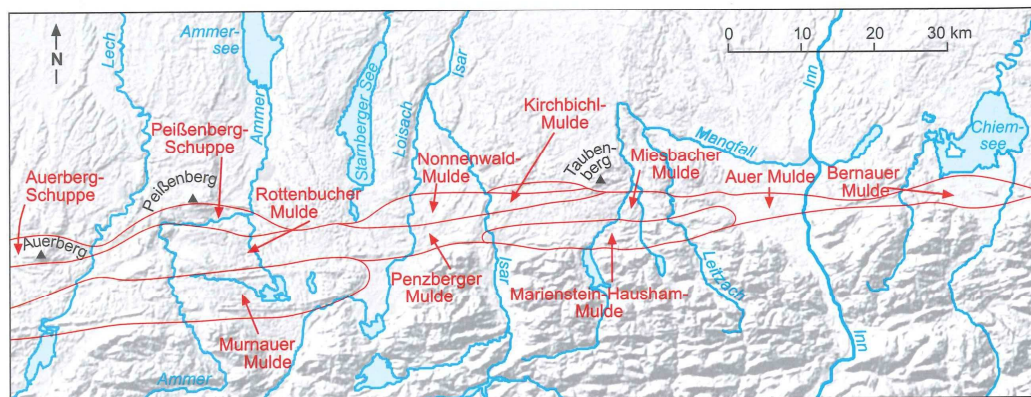 N
Lech
Ammer-
see
Ammer
Starnberger See
Loisach
Isar
0 10 20 30 km
Inn
Chiem-
see
Mangfall
Kirchbichl-
Mulde
Tauben-
berg
Peißenberg-
Schuppe
Nonnenwald-
Mulde
Miesbacher
Mulde
Auer Mulde
Bernauer
Mulde
Auerberg-
Schuppe
Peißenberg
Rottenbucher
Mulde
Auerberg
Penzberger
Mulde
Isar
Marienstein-Hausham-
Mulde
Leitzach
Murnauer
Mulde
Inn
Ammer